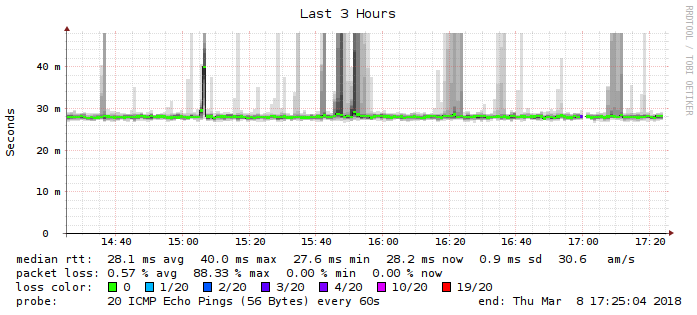 Last 3 Hours
RRDTOOL / TOBI OETIKER
Seconds
40 m
30 m
20 m
10 m
0
14:40 15:00 15:20 15:40 16:00 16:20 16:40 17:00 17:20
median rtt: 28.1 ms avg 40.0 ms max 27.6 ms min 28.2 ms now 0.9 ms sd 30.6 am/s
packet loss: 0.57 % avg 88.33 % max 0.00 % min 0.00 % now
loss color: 0 1/20 2/20 3/20 4/20 10/20 19/20
probe: 20 ICMP Echo Pings (56 Bytes) every 60s end: Thu Mar 8 17:25:04 2018